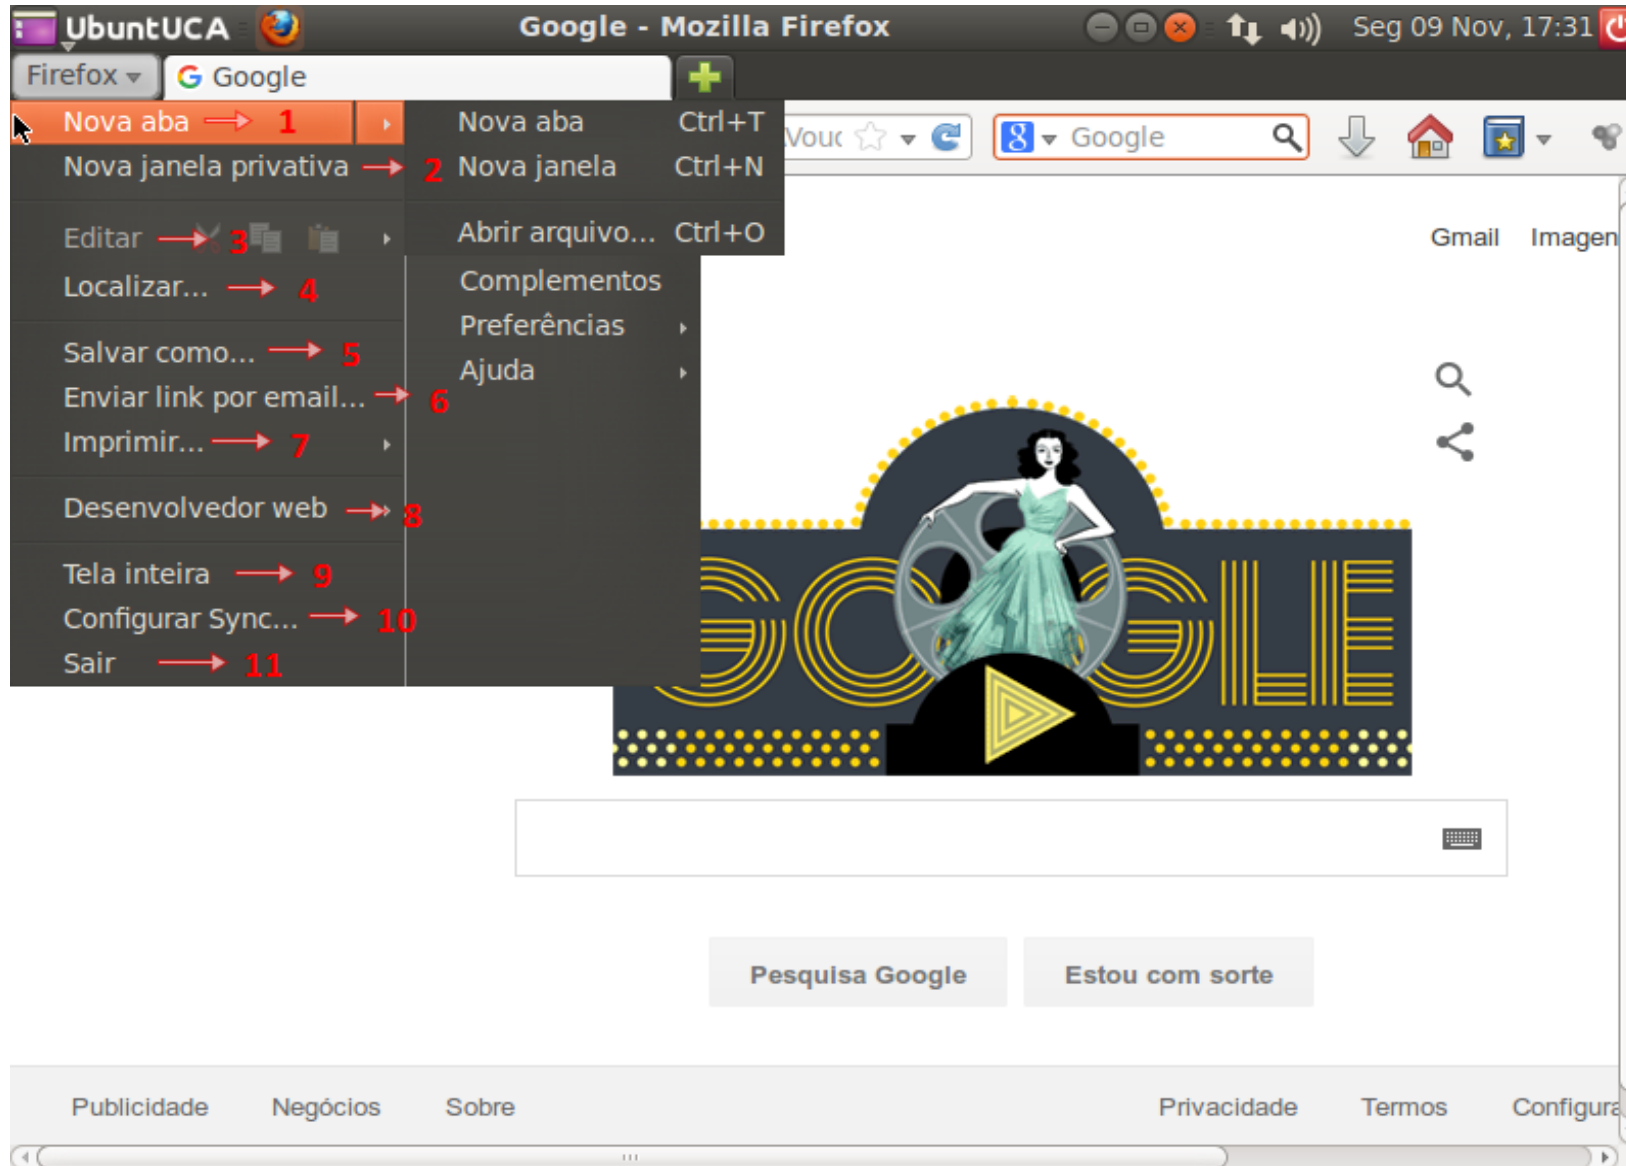 UbuntUCA Google - Mozilla Firefox Seg 09 Nov, 17:31
Firefox Google
Nova aba 1 Nova aba Ctrl+T
Vouc 8 Google
Nova janela privativa 2 Nova janela Ctrl+N
Editar 3 Abrir arquivo... Ctrl+O
Gmail Imagen
Localizar... 4 Complementos
Preferências
Salvar como... 5
Ajuda
Enviar link por email... 6
Imprimir... 7
Desenvolvedor web 8
Tela inteira 9
Configurar Sync... 10
Sair 11
GOOGLE
Pesquisa Google Estou com sorte
Publicidade Negócios Sobre Privacidade Termos Configura